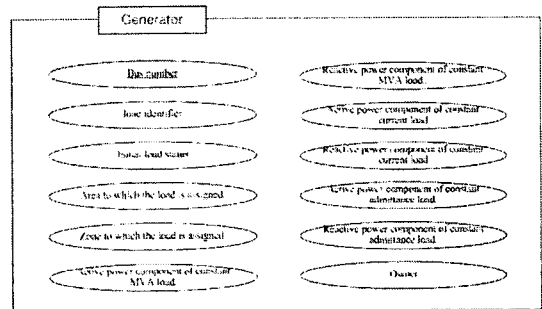 Generator
Bus number
load status
Area to which the load is assigned
Zone to which the load is assigned
Active power component of constant
MVA load
Reactive power component of constant
MVA load
Active power component of constant
current load
Reactive power component of constant
current load
Active power component of constant
admittance load
Reactive power component of constant
admittance load
Owner